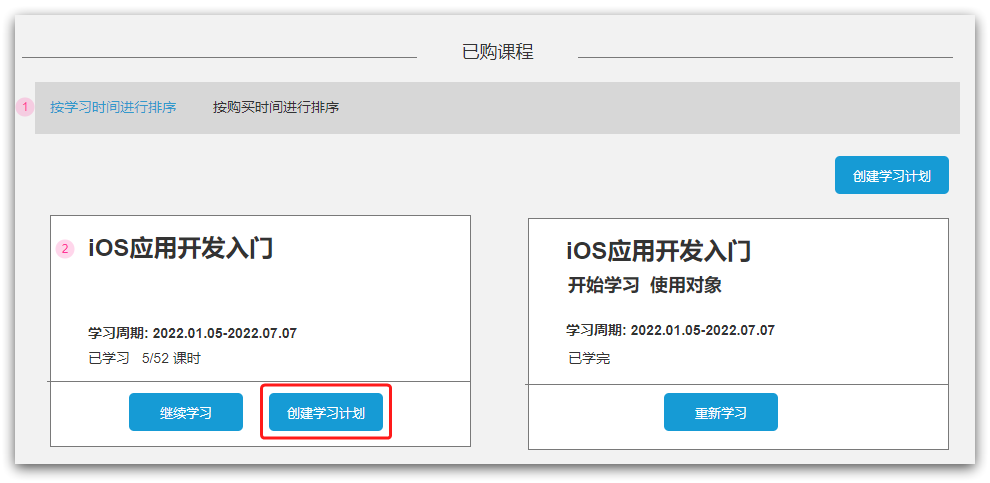 已购课程
1 按学习时间进行排序 按购买时间进行排序
创建学习计划
2 iOS应用开发入门
学习周期: 2022.01.05-2022.07.07
已学习 5/52 课时
继续学习 创建学习计划
iOS应用开发入门
开始学习 使用对象
学习周期: 2022.01.05-2022.07.07
已学完
重新学习